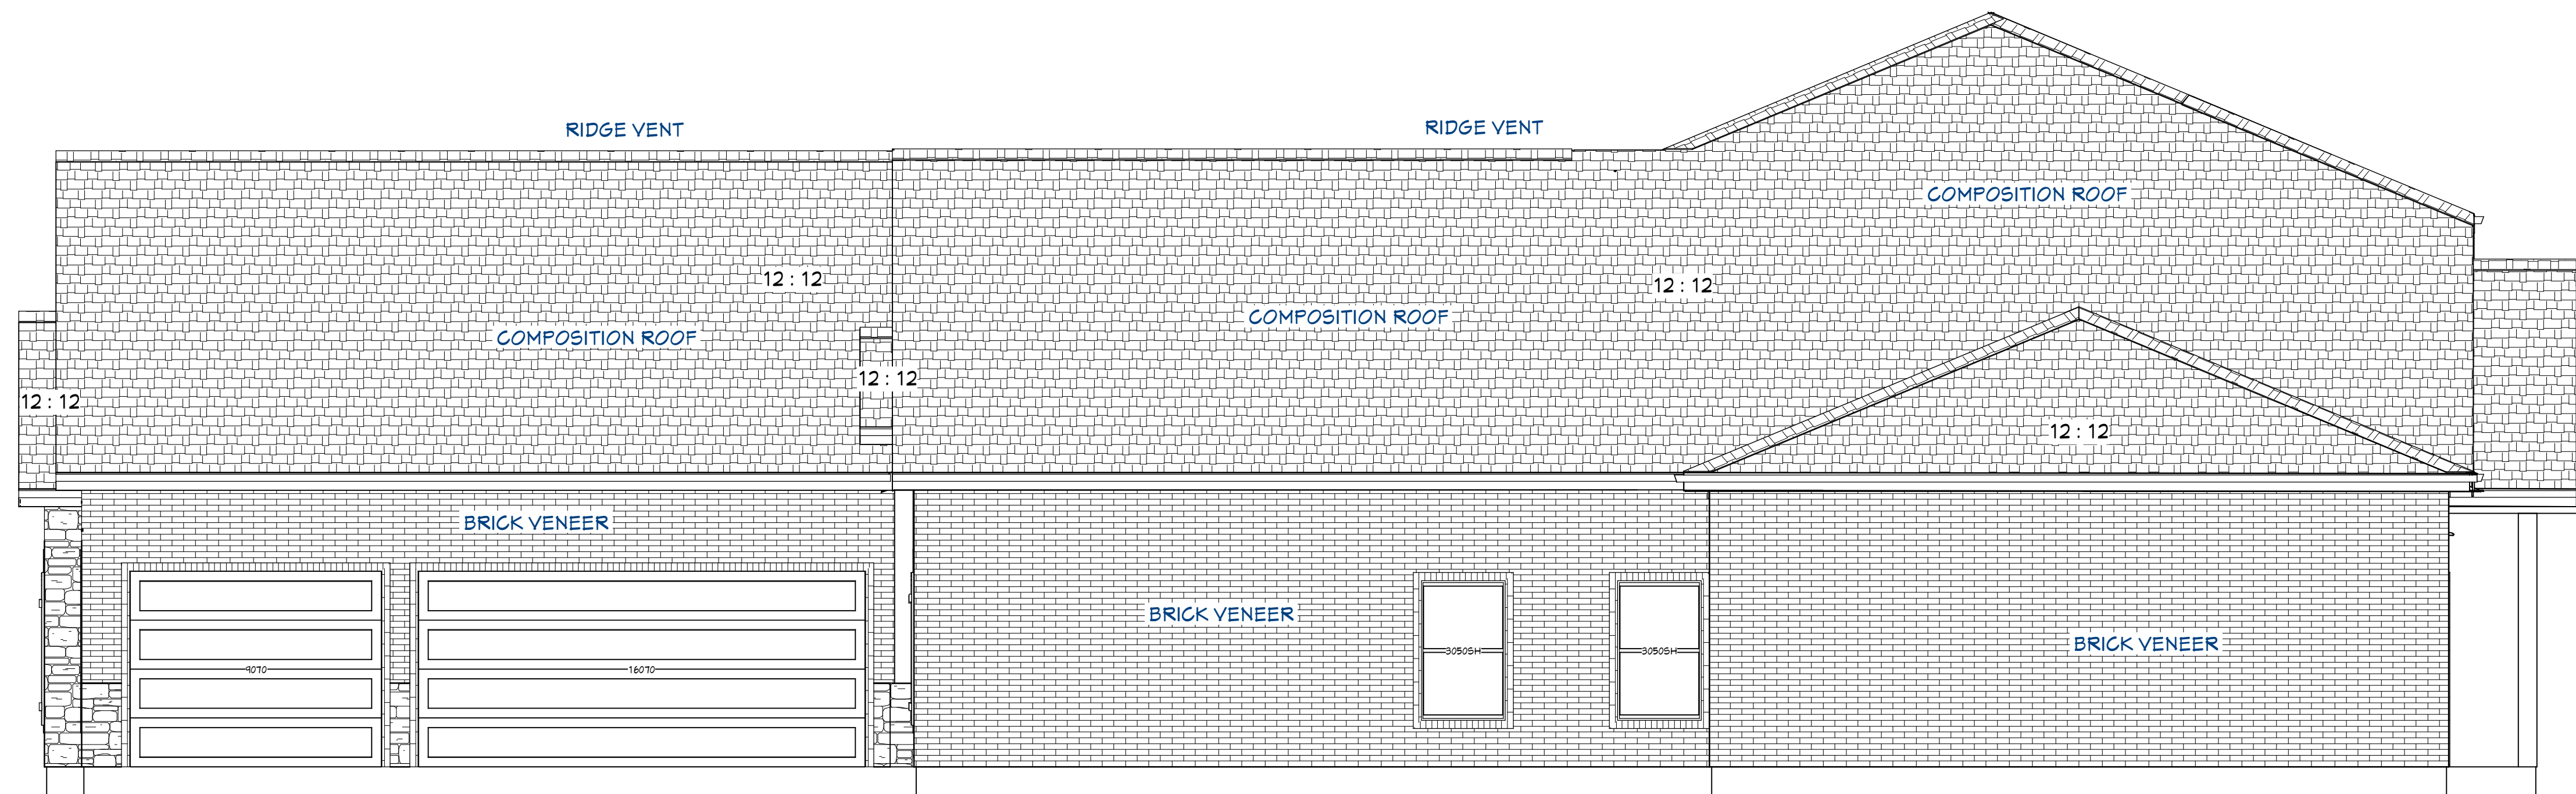 RIDGE VENT
RIDGE VENT
COMPOSITION ROOF
12 : 12
12 : 12
COMPOSITION ROOF
COMPOSITION ROOF
12 : 12
12 : 12
12 : 12
BRICK VENEER
BRICK VENEER
BRICK VENEER
3050SH
3050SH
9070
16070